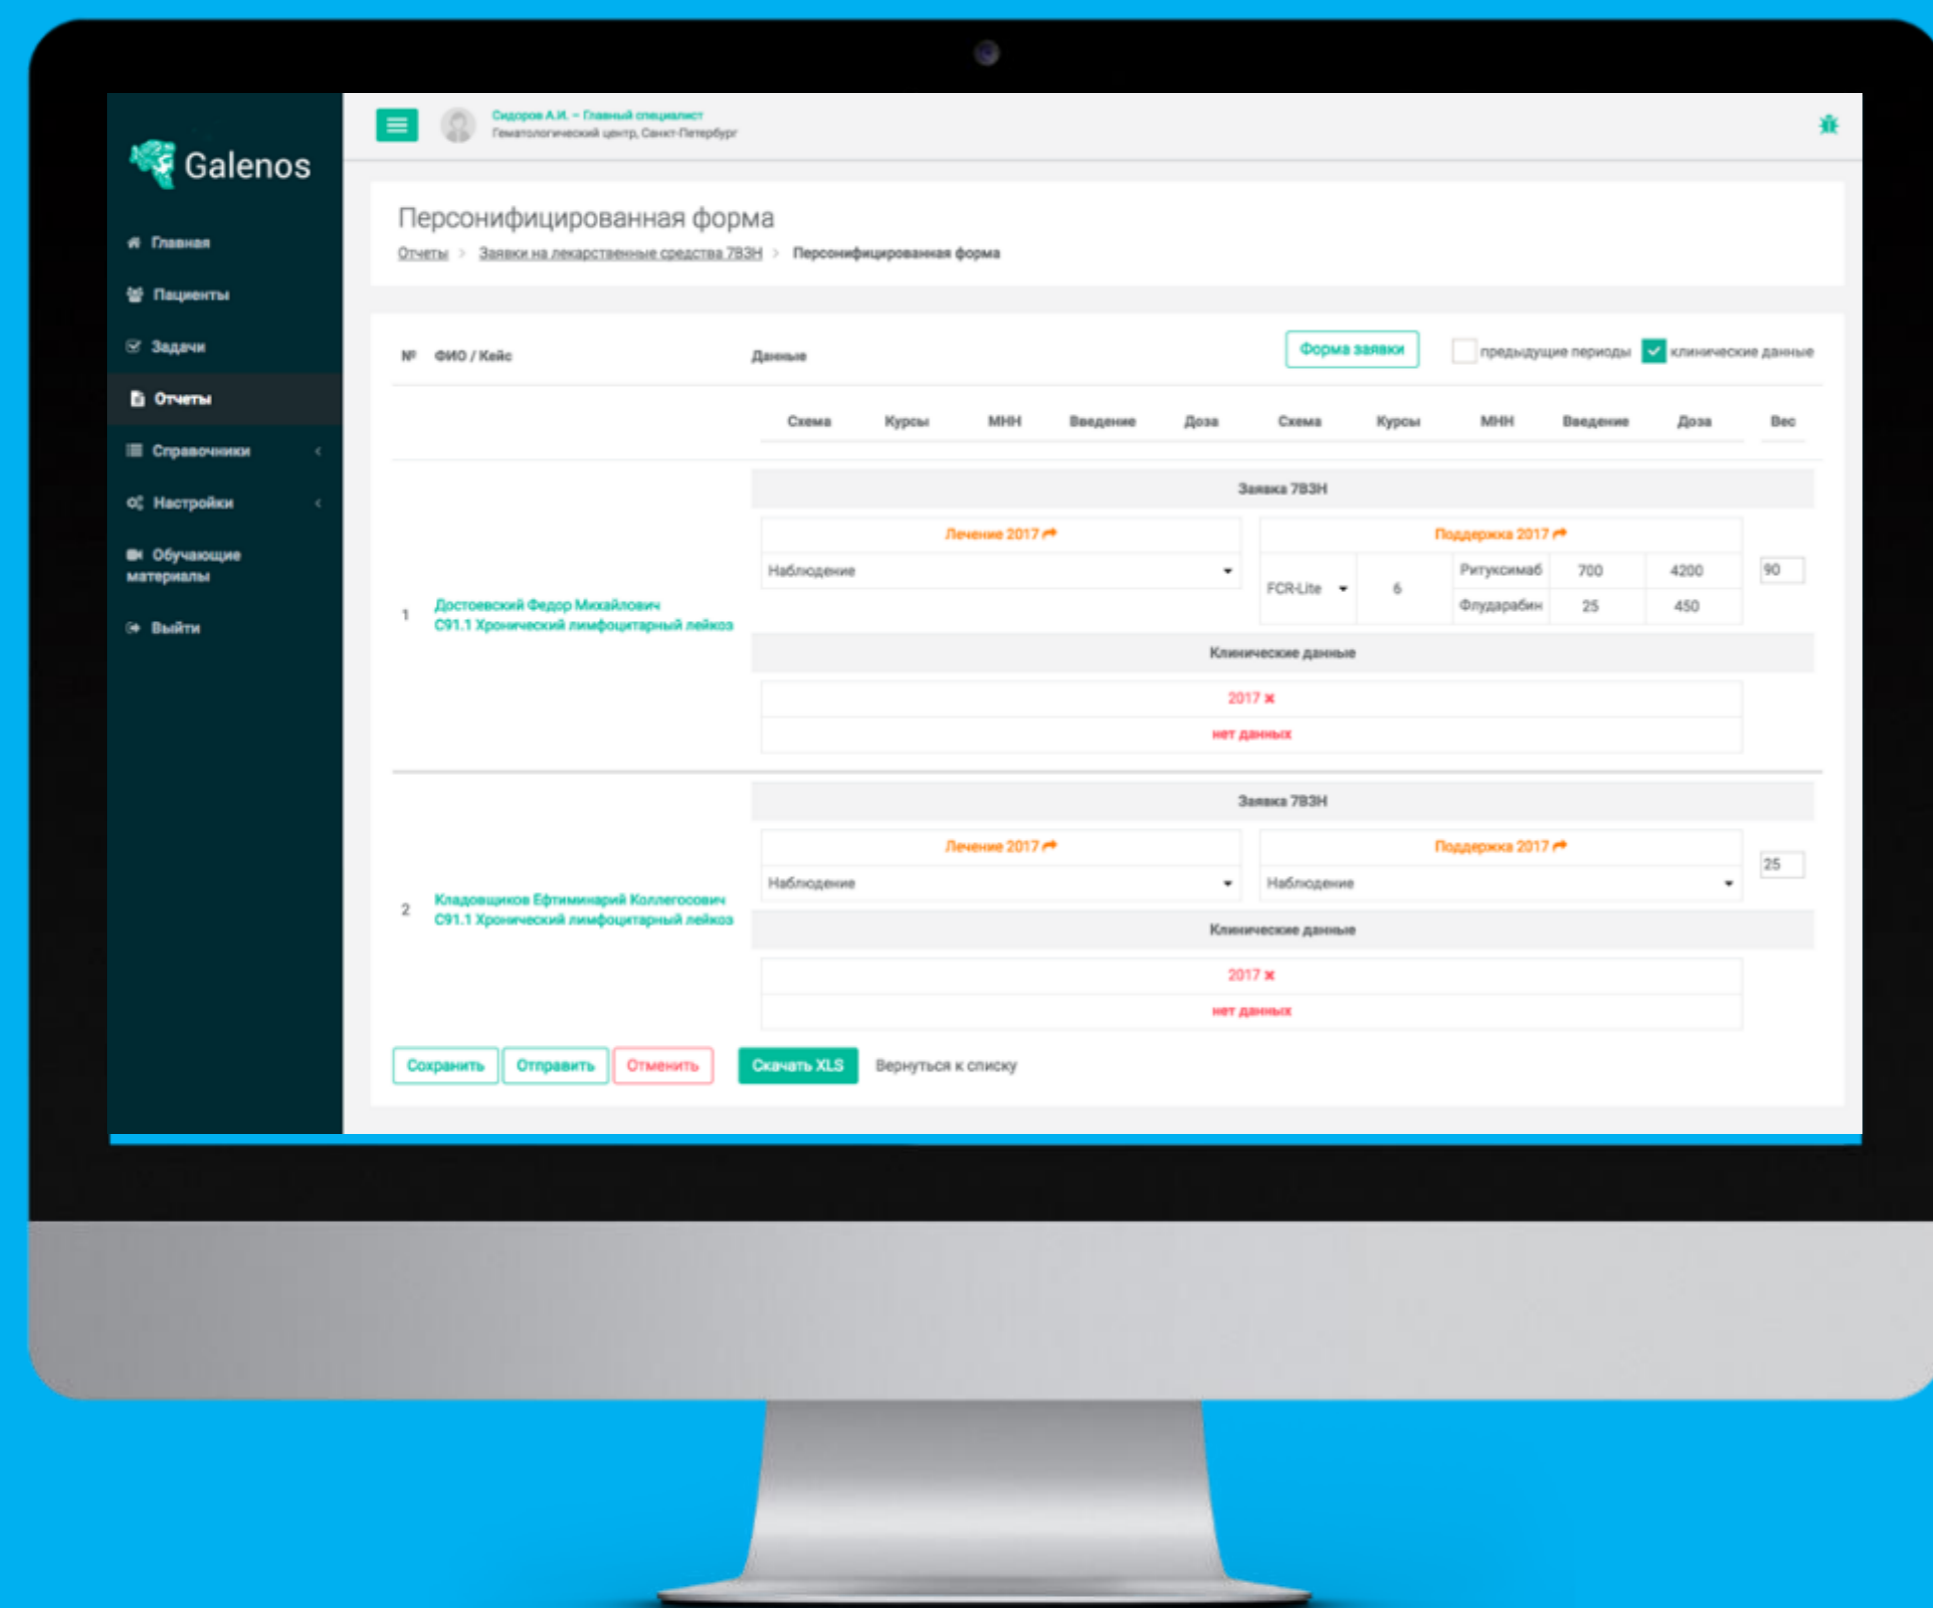 Galenos
Главная
Пациенты
Задачи
Отчеты
Справочники
Настройки
Обучающие
материалы
Выйти
Сидоров А.И. – Главный специалист
Гематологический центр, Санкт-Петербург
Персонифицированная форма
Отчеты > Заявки на лекарственные средства 7ВЗН > Персонифицированная форма
№ ФИО / Кейс Данные Форма заявки предыдущие периоды клинические данные
Схема Курсы МНН Введение Доза Схема Курсы МНН Введение Доза Вес
Заявка 7ВЗН
Лечение 2017 Поддержка 2017
Наблюдение FCR-Lite 6 Ритуксимаб 700 4200 90
Флударабин 25 450
1 Достоевский Федор Михайлович
C91.1 Хронический лимфоцитарный лейкоз
Клинические данные
2017
нет данных
Заявка 7ВЗН
Лечение 2017 Поддержка 2017
Наблюдение Наблюдение 25
2 Кладовщиков Ефтиминарий Коллегосович
C91.1 Хронический лимфоцитарный лейкоз
Клинические данные
2017
нет данных
Сохранить Отправить Отменить Скачать XLS Вернуться к списку